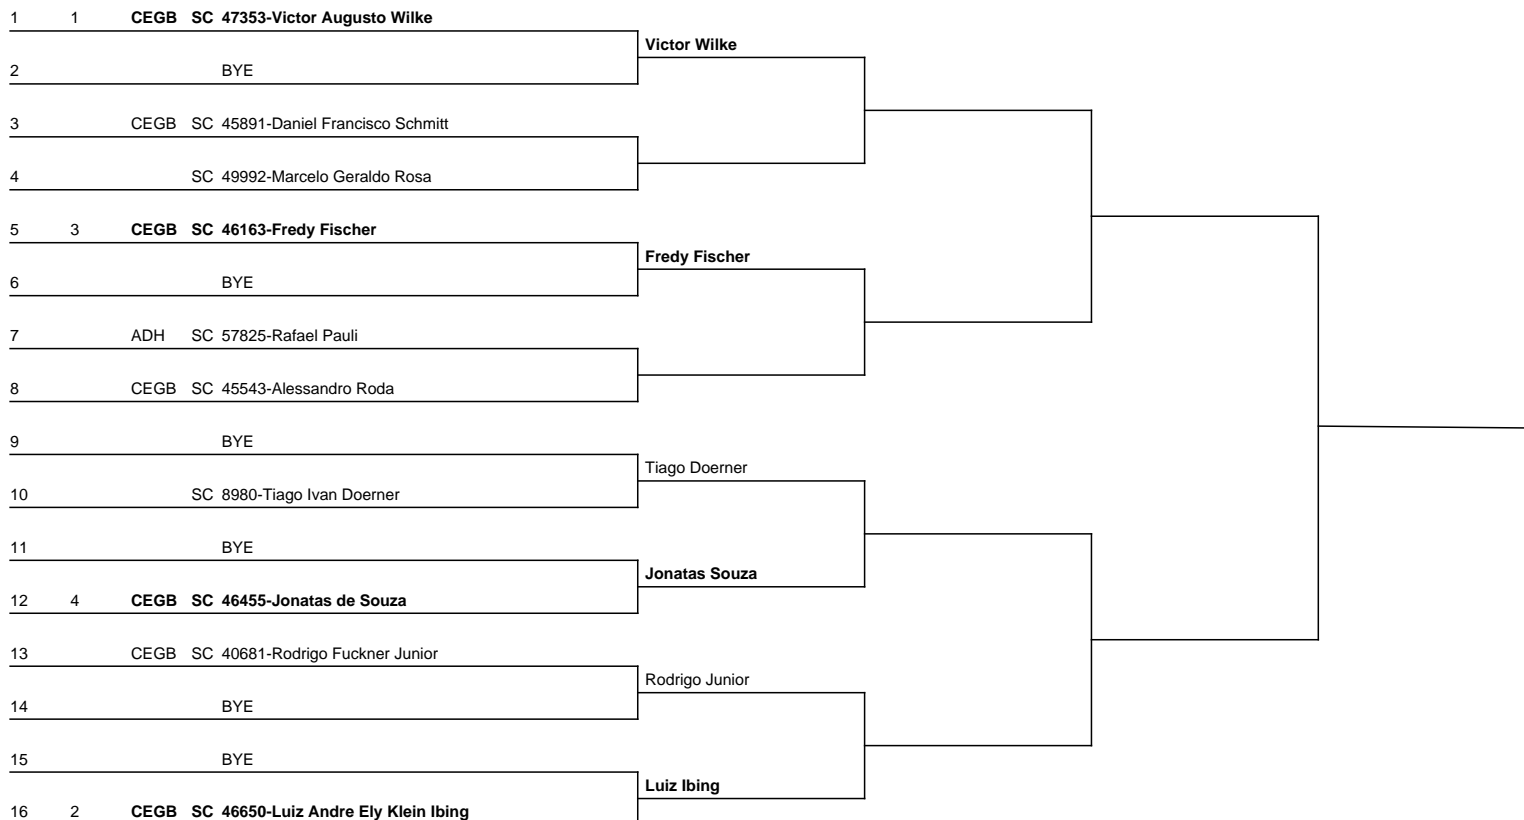 1 1 CEGB SC 47353-Victor Augusto Wilke
Victor Wilke
2 BYE
3 CEGB SC 45891-Daniel Francisco Schmitt
4 SC 49992-Marcelo Geraldo Rosa
5 3 CEGB SC 46163-Fredy Fischer
Fredy Fischer
6 BYE
7 ADH SC 57825-Rafael Pauli
8 CEGB SC 45543-Alessandro Roda
9 BYE
Tiago Doerner
10 SC 8980-Tiago Ivan Doerner
11 BYE
Jonatas Souza
12 4 CEGB SC 46455-Jonatas de Souza
13 CEGB SC 40681-Rodrigo Fuckner Junior
Rodrigo Junior
14 BYE
15 BYE
Luiz Ibing
16 2 CEGB SC 46650-Luiz Andre Ely Klein Ibing